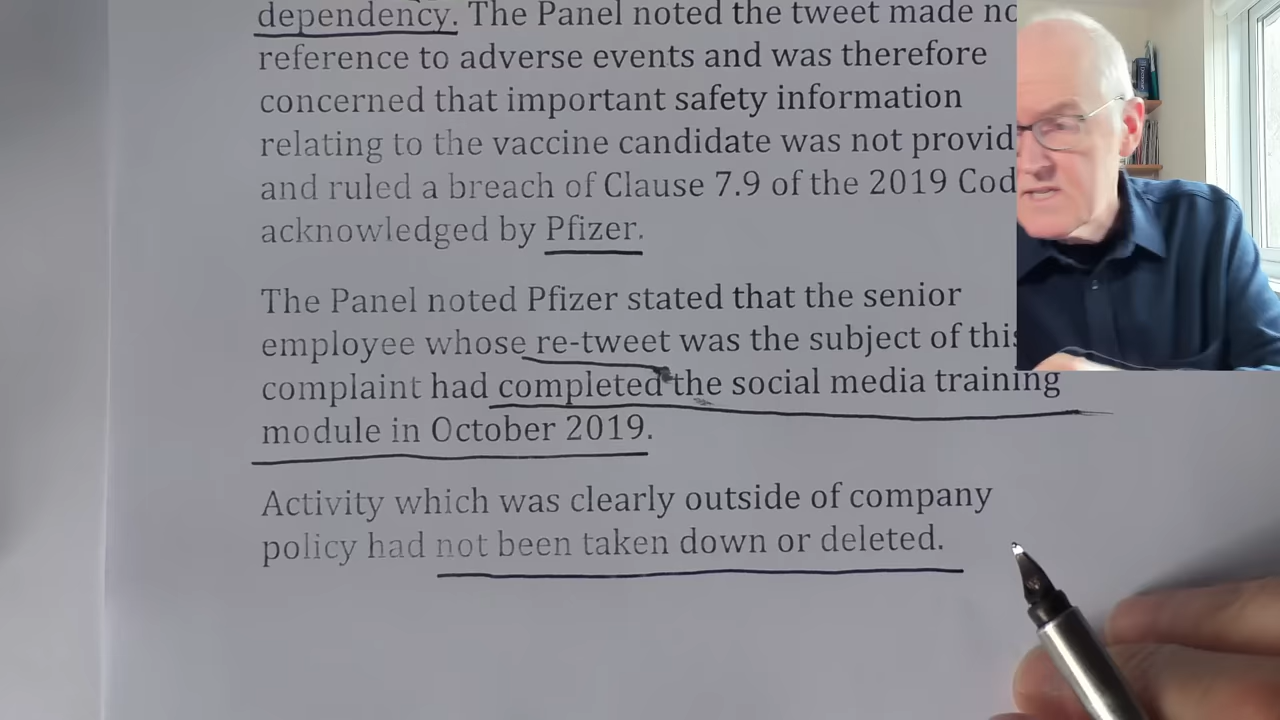 dependency. The Panel noted the tweet made no
reference to adverse events and was therefore
concerned that important safety information
relating to the vaccine candidate was not provid
and ruled a breach of Clause 7.9 of the 2019 Cod
acknowledged by Pfizer.
The Panel noted Pfizer stated that the senior
employee whose re-tweet was the subject of this
complaint had completed the social media training
module in October 2019.
Activity which was clearly outside of company
policy had not been taken down or deleted.